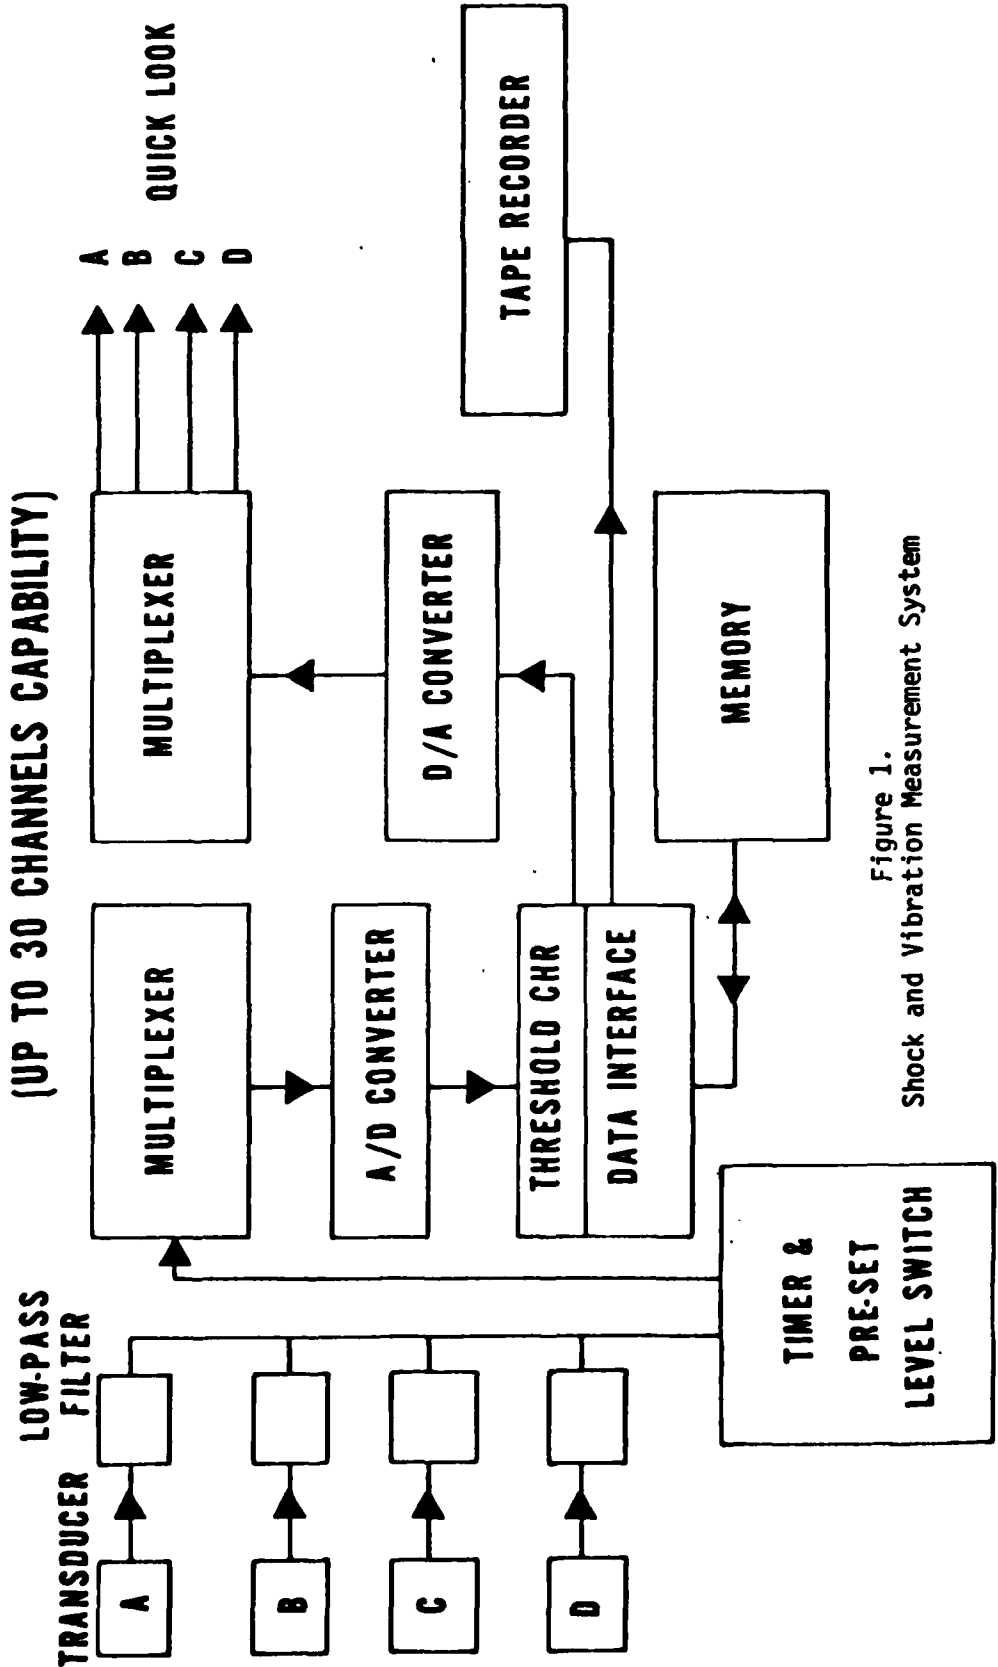 (UP TO 30 CHANNELS CAPABILITY)
TRANSDUCER
LOW-PASS
FILTER
A
B
C
D
MULTIPLEXER
A/D CONVERTER
THRESHOLD CHR
DATA INTERFACE
TIMER &
PRE-SET
LEVEL SWITCH
MULTIPLEXER
D/A CONVERTER
MEMORY
A
B
C
D
QUICK LOOK
TAPE RECORDER
Figure 1.
Shock and Vibration Measurement System